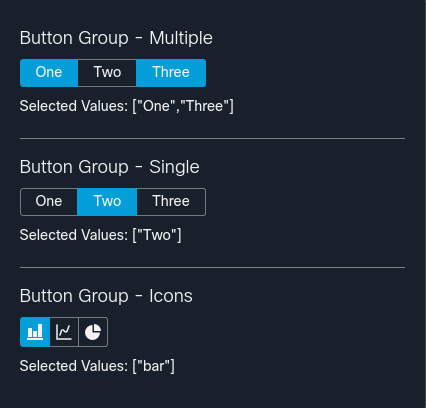 Button Group - Multiple
One Two Three
Selected Values: ["One","Three"]
Button Group - Single
One Two Three
Selected Values: ["Two"]
Button Group - Icons
Selected Values: ["bar"]